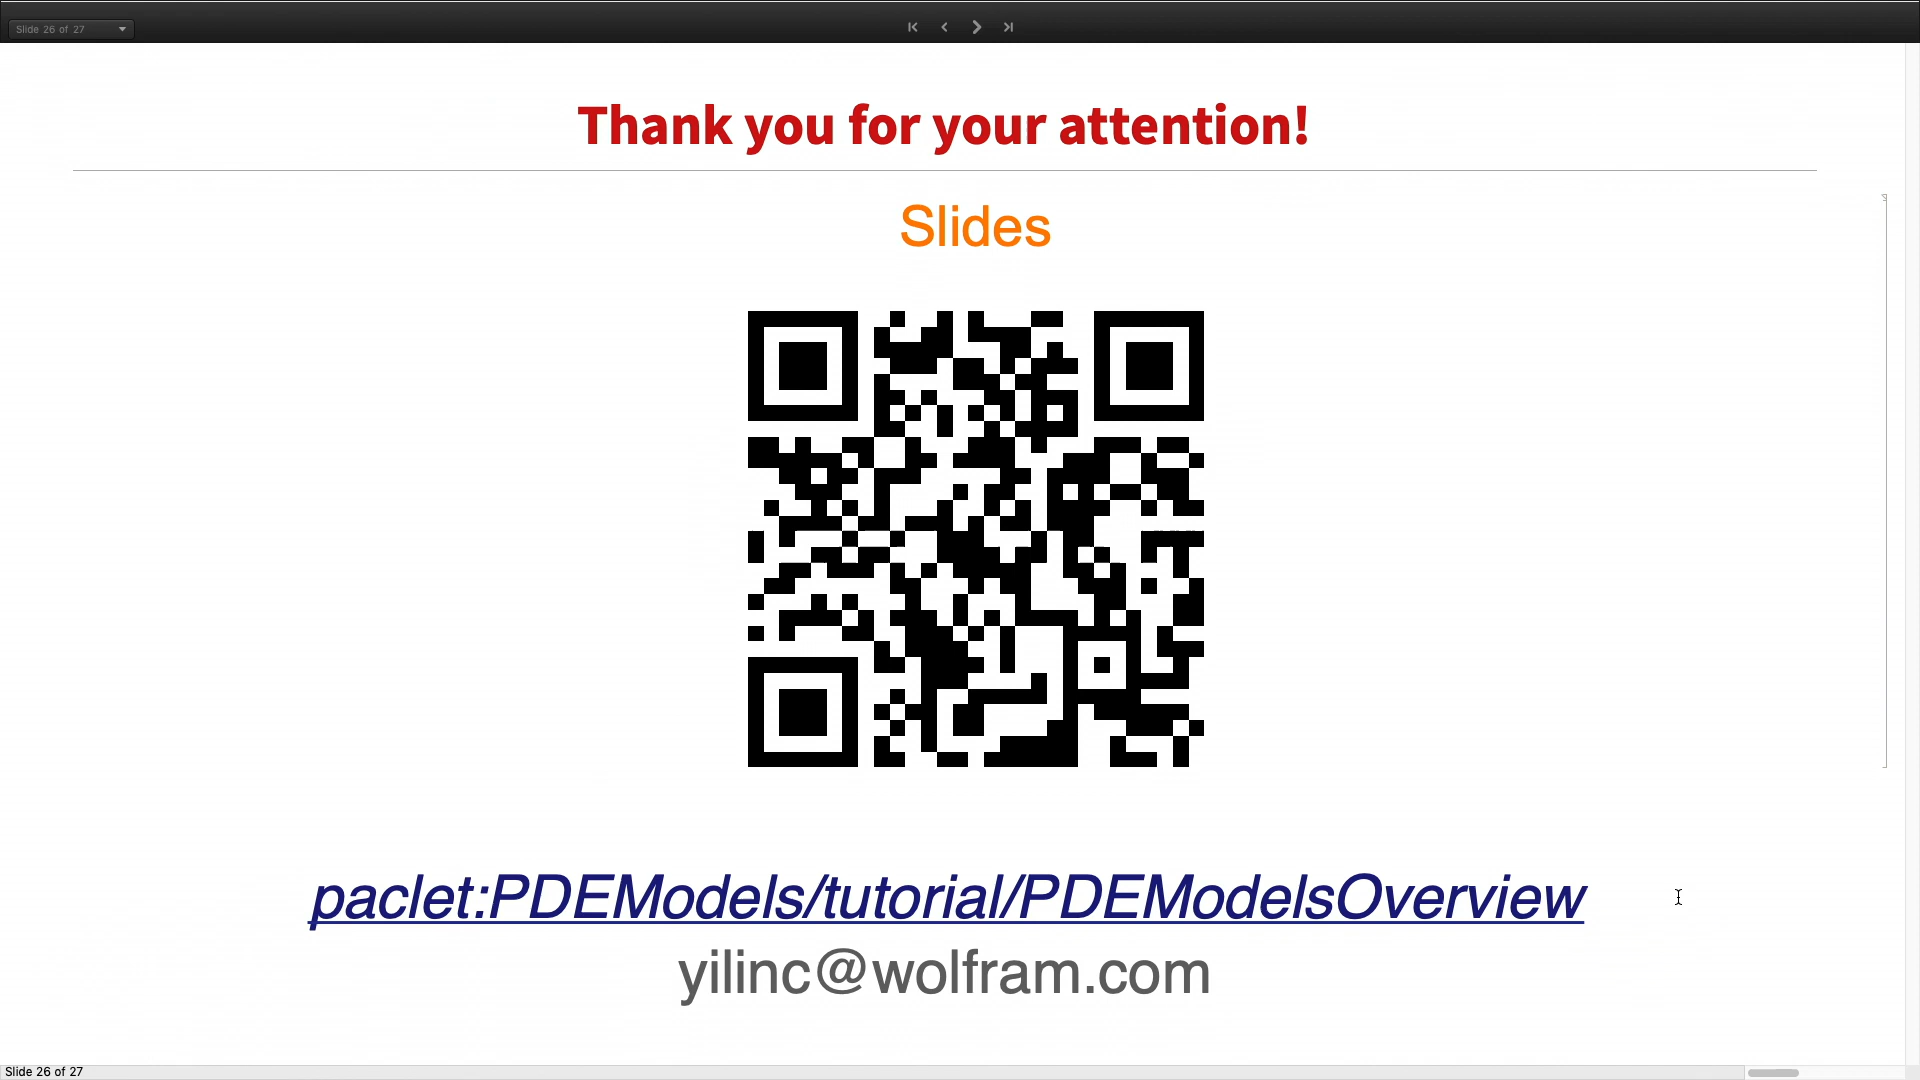 Slide 26 of 27
Thank you for your attention!
Slides
paclet:PDEModels/tutorial/PDEModelsOverview
yilinc@wolfram.com
Slide 26 of 27